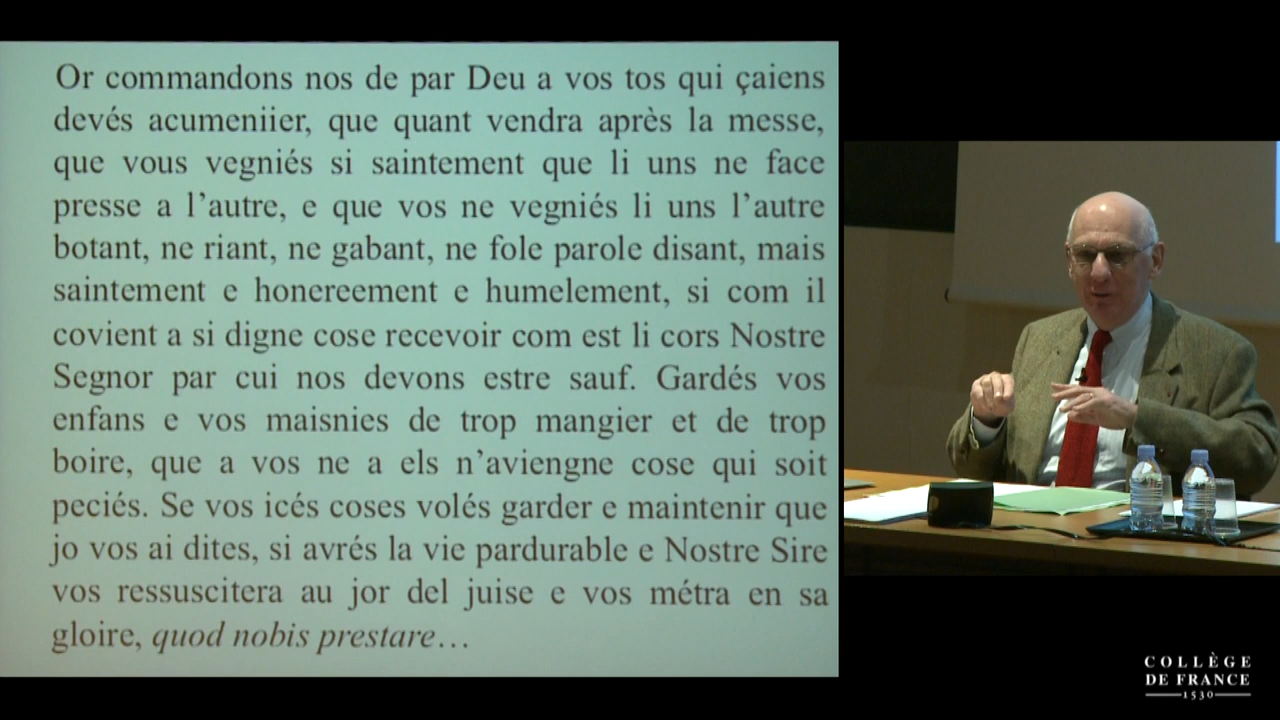 Or commandons nos de par Deu a vos tos qui çaiens
devés acumeniier, que quant vendra après la messe,
que vous vegniés si saintement que li uns ne face
presse a l’autre, e que vos ne vegniés li uns l’autre
botant, ne riant, ne gabant, ne fole parole disant, mais
saintement e honereement e humelement, si com il
covient a si digne cose recevoir com est li cors Nostre
Segnor par cui nos devons estre sauf. Gardés vos
enfans e vos maisnies de trop mangier et de trop
boire, que a vos ne a els n’aviengne cose qui soit
peciés. Se vos icés coses volés garder e maintenir que
jo vos ai dites, si avrés la vie pardurable e Nostre Sire
vos ressuscitera au jor del juise e vos métra en sa
gloire, quod nobis prestare…
COLLÈGE
DE FRANCE
1530